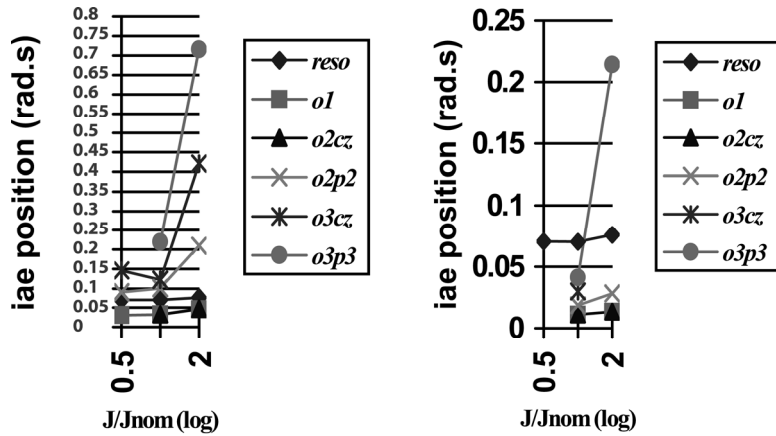 iae position (rad.s)
0.8
0.75
0.7
0.65
0.6
0.55
0.5
0.45
0.4
0.35
0.3
0.25
0.2
0.15
0.1
0.05
0
0.5
2
J/Jnom (log)
reso
o1
o2cz
o2p2
o3cz
o3p3
iae position (rad.s)
0.25
0.2
0.15
0.1
0.05
0
0.5
2
J/Jnom (log)
reso
o1
o2cz
o2p2
o3cz
o3p3